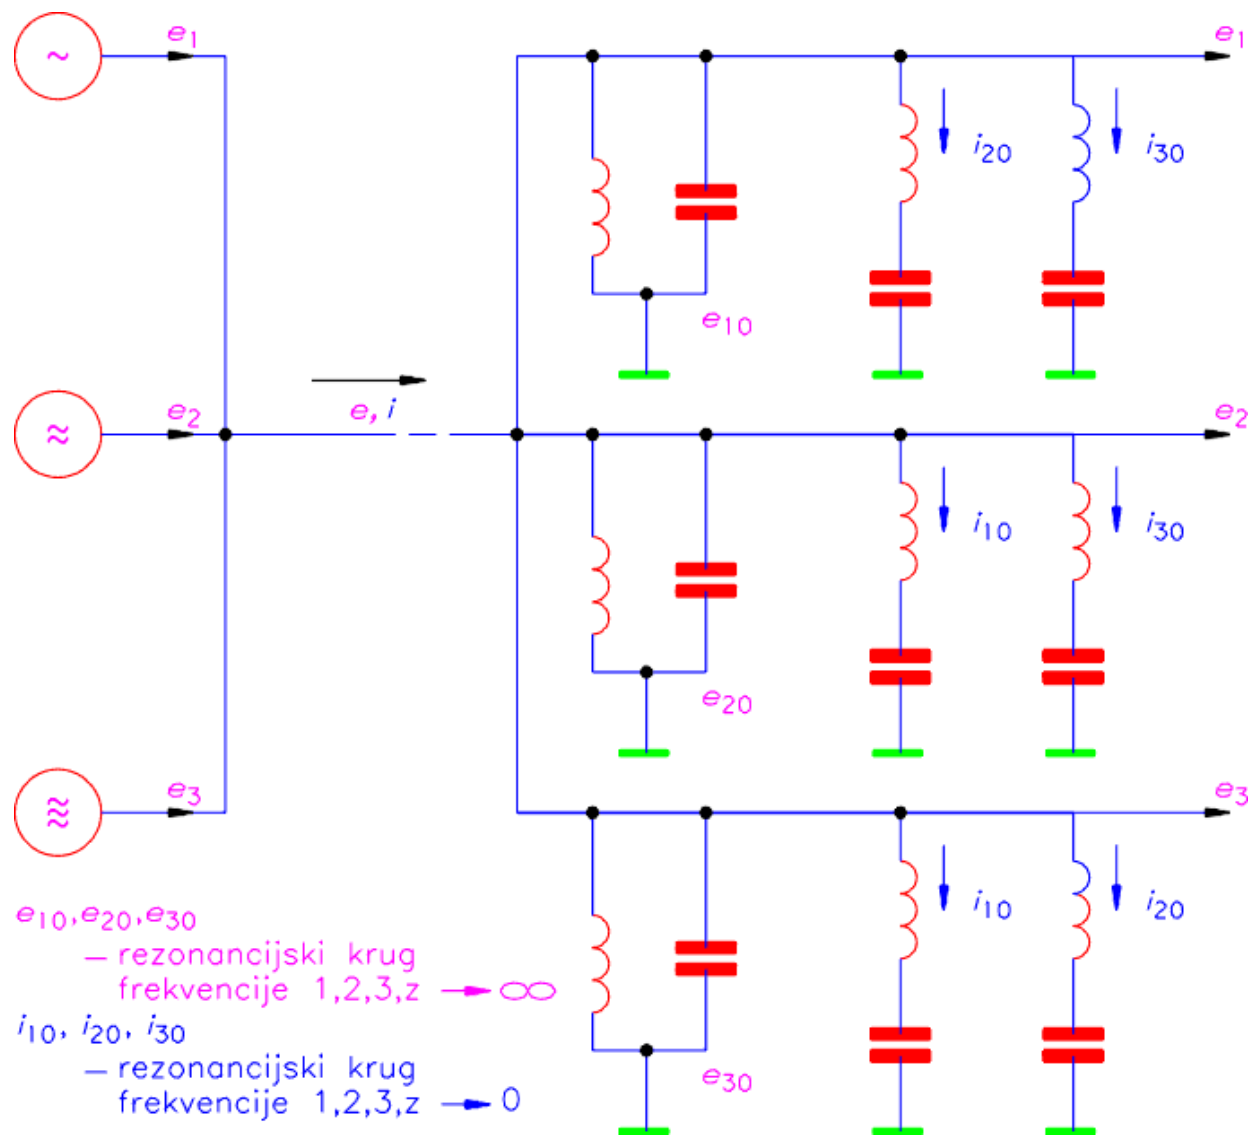 e1 e1
~
i20 i30
e10
e2 e, i e2
≈
i10 i30
e20
e3 e3
≋
i10 i20
e10,e20,e30
– rezonancijski krug
frekvencije 1,2,3,z → ∞
i10, i20, i30
– rezonancijski krug
frekvencije 1,2,3,z → 0
e30